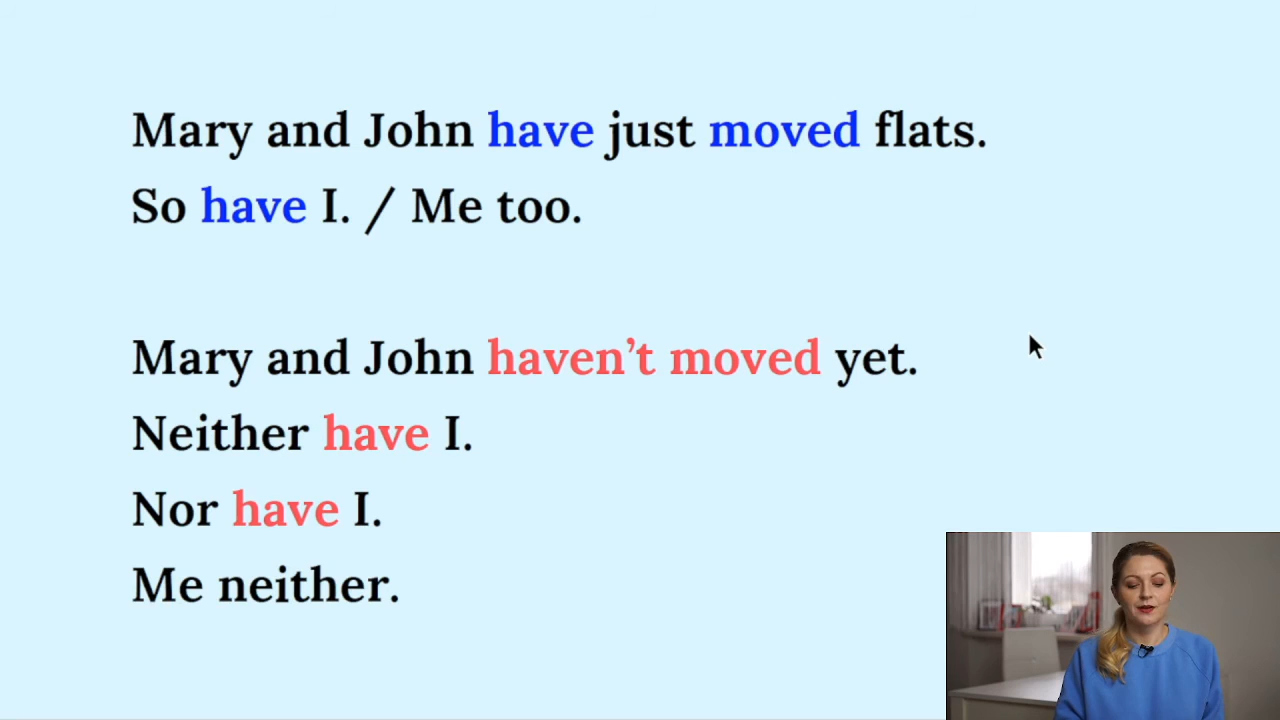 Mary and John have just moved flats.
So have I. / Me too.
Mary and John haven’t moved yet.
Neither have I.
Nor have I.
Me neither.